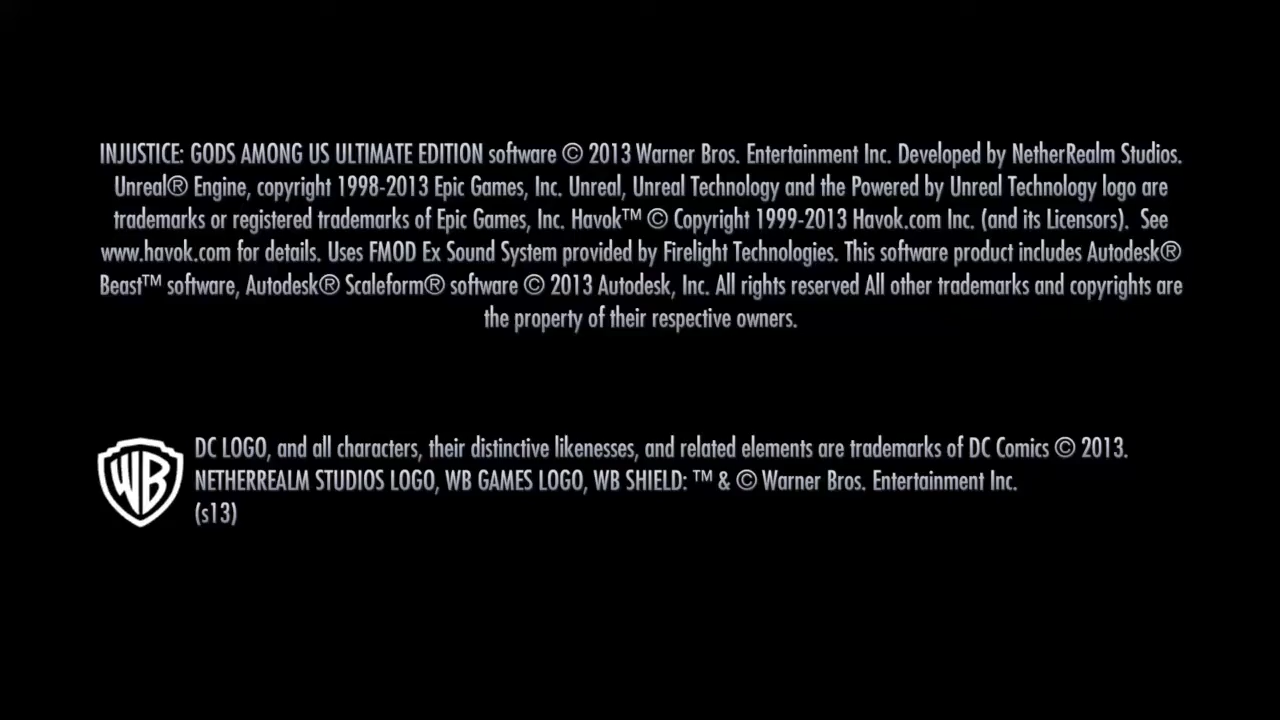 INJUSTICE: GODS AMONG US ULTIMATE EDITION software © 2013 Warner Bros. Entertainment Inc. Developed by NetherRealm Studios.
Unreal® Engine, copyright 1998-2013 Epic Games, Inc. Unreal, Unreal Technology and the Powered by Unreal Technology logo are
trademarks or registered trademarks of Epic Games, Inc. Havok™ © Copyright 1999-2013 Havok.com Inc. (and its Licensors). See
www.havok.com for details. Uses FMOD Ex Sound System provided by Firelight Technologies. This software product includes Autodesk®
Beast™ software, Autodesk® Scaleform® software © 2013 Autodesk, Inc. All rights reserved All other trademarks and copyrights are
the property of their respective owners.
WB
DC LOGO, and all characters, their distinctive likenesses, and related elements are trademarks of DC Comics © 2013.
NETHERREALM STUDIOS LOGO, WB GAMES LOGO, WB SHIELD: ™ & © Warner Bros. Entertainment Inc.
(s13)